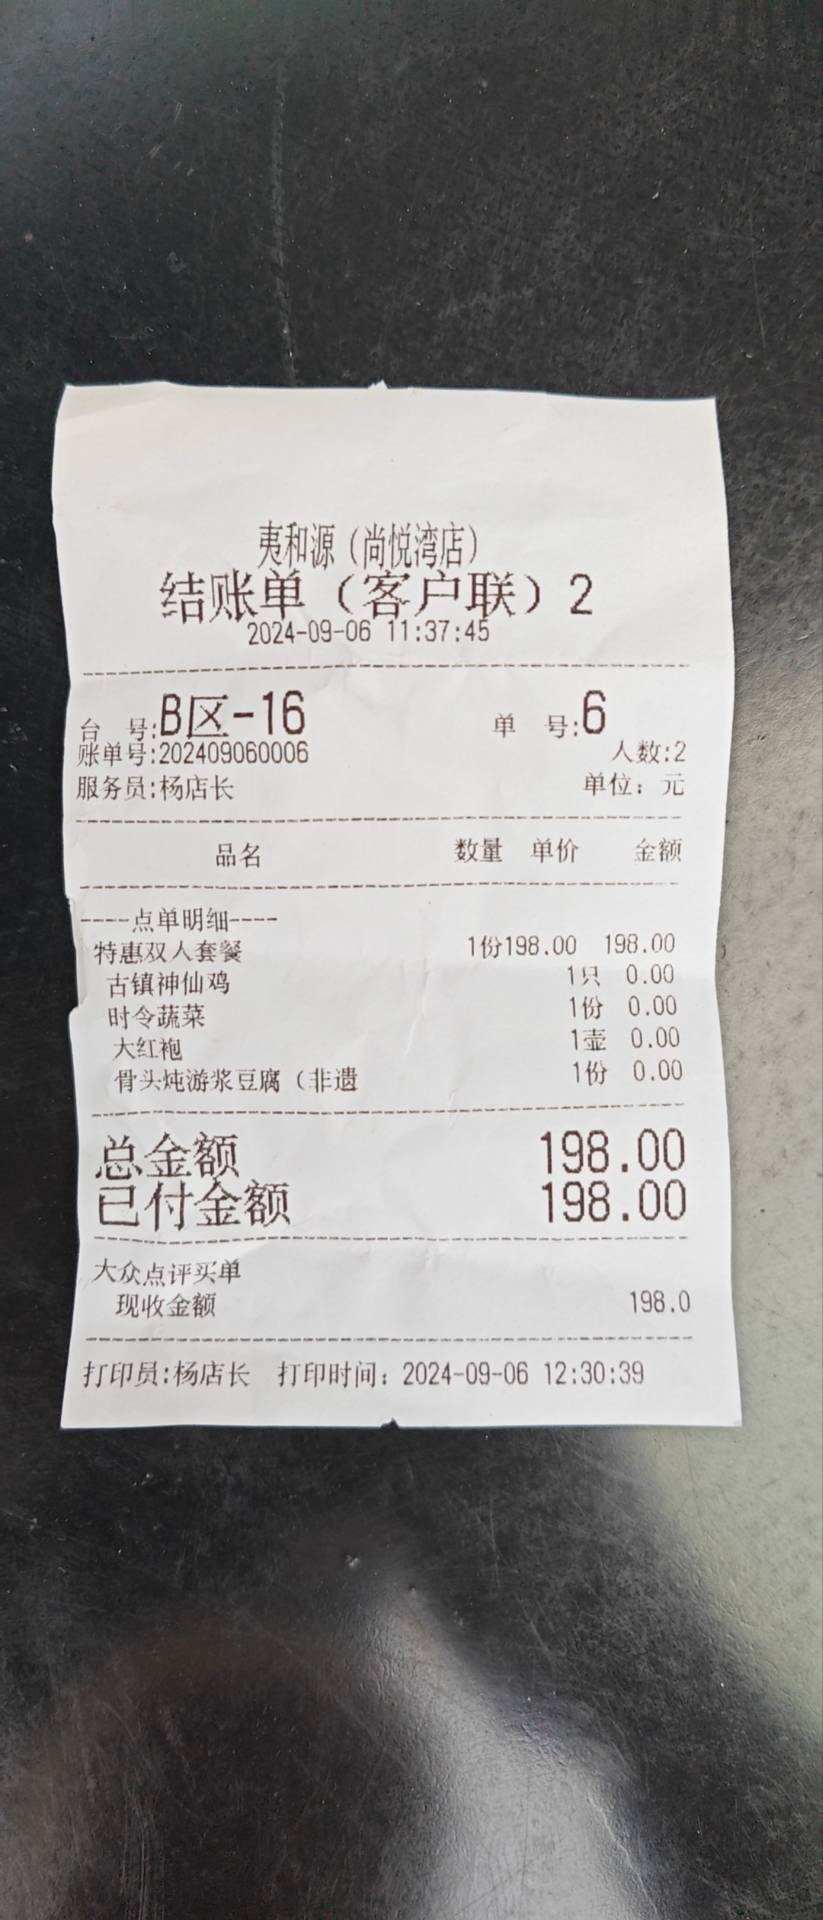 夷和源（尚悦湾店）
结账单（客户联）2
2024-09-06 11:37:45
台 号:B区-16 单 号:6
账单号:202409060006 人数:2
服务员:杨店长 单位：元
品名 数量 单价 金额
----点单明细----
特惠双人套餐 1份198.00 198.00
古镇神仙鸡 1只 0.00
时令蔬菜 1份 0.00
大红袍 1壶 0.00
骨头炖游浆豆腐（非遗 1份 0.00
总金额 198.00
已付金额 198.00
大众点评买单
现收金额 198.0
打印员:杨店长 打印时间：2024-09-06 12:30:39